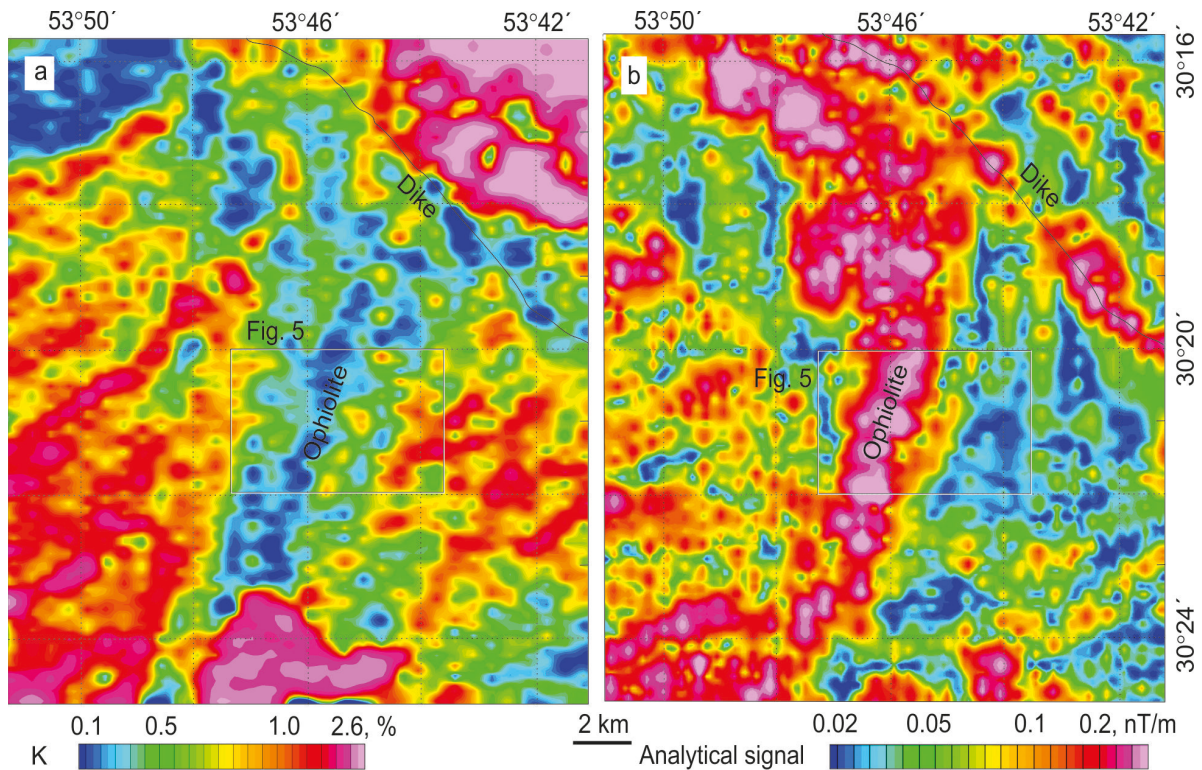 53°50´ 53°46´ 53°42´ 53°50´ 53°46´ 53°42´
a
b
30°16´
Dike
Dike
Fig. 5
30°20´
Fig. 5
Ophiolite
Ophiolite
30°24´
0.1 0.5 1.0 2.6, % 2 km 0.02 0.05 0.1 0.2, nT/m
K Analytical signal